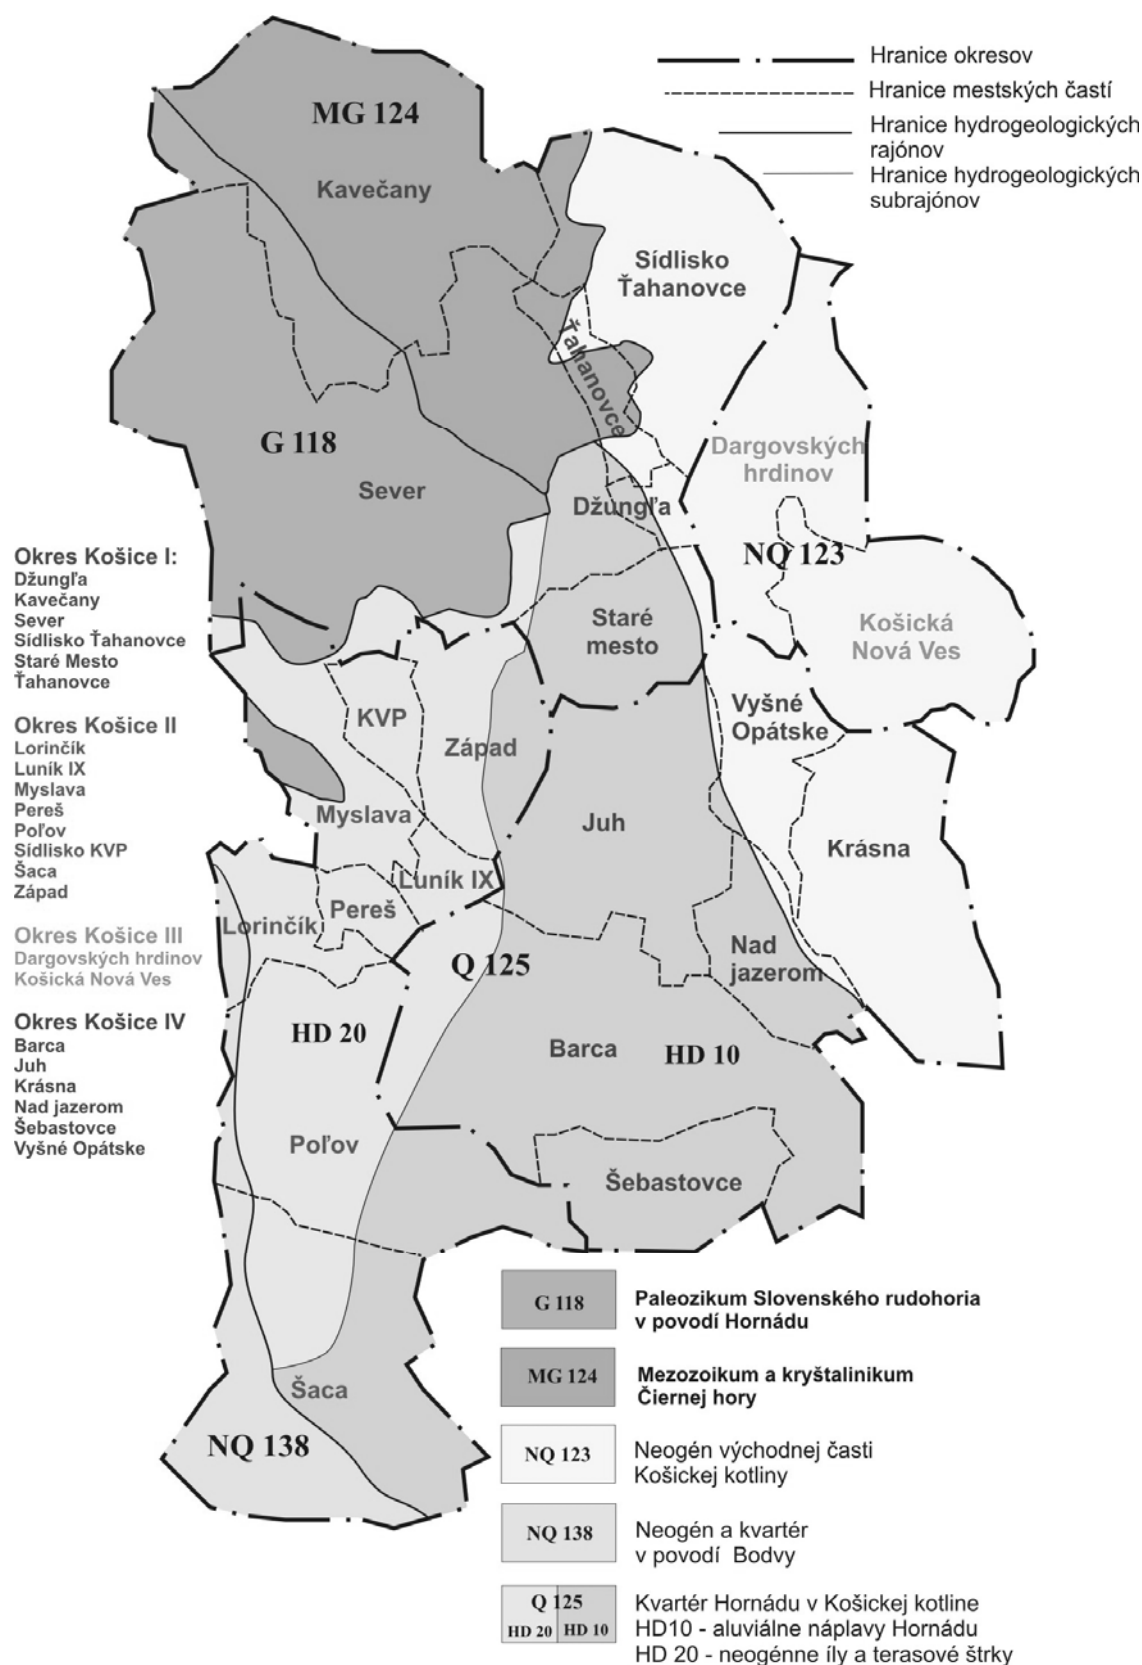 Hranice okresov
Hranice mestských častí
Hranice hydrogeologických
rajónov
Hranice hydrogeologických
subrajónov
MG 124
Kavečany
Sídlisko
Ťahanovce
Ťahanovce
G 118
Sever
Dargovských
hrdinov
Džungľa
NQ 123
Staré
mesto
Košická
Nová Ves
Okres Košice I:
Džungľa
Kavečany
Sever
Sídlisko Ťahanovce
Staré Mesto
Ťahanovce
Okres Košice II
Lorinčík
Luník IX
Myslava
Pereš
Poľov
Sídlisko KVP
Šaca
Západ
Okres Košice III
Dargovských hrdinov
Košická Nová Ves
Okres Košice IV
Barca
Juh
Krásna
Nad jazerom
Šebastovce
Vyšné Opátske
KVP
Západ
Vyšné
Opátske
Myslava
Juh
Krásna
Luník IX
Pereš
Lorinčík
Q 125
Nad
jazerom
HD 20
Barca
HD 10
Poľov
Šebastovce
Šaca
NQ 138
G 118
Paleozikum Slovenského rudohoria
v povodí Hornádu
MG 124
Mezozoikum a kryštalinikum
Čiernej hory
NQ 123
Neogén východnej časti
Košickej kotliny
NQ 138
Neogén a kvartér
v povodí Bodvy
Q 125
HD 20 HD 10
Kvartér Hornádu v Košickej kotline
HD10 - aluviálne náplavy Hornádu
HD 20 - neogénne íly a terasové štrky